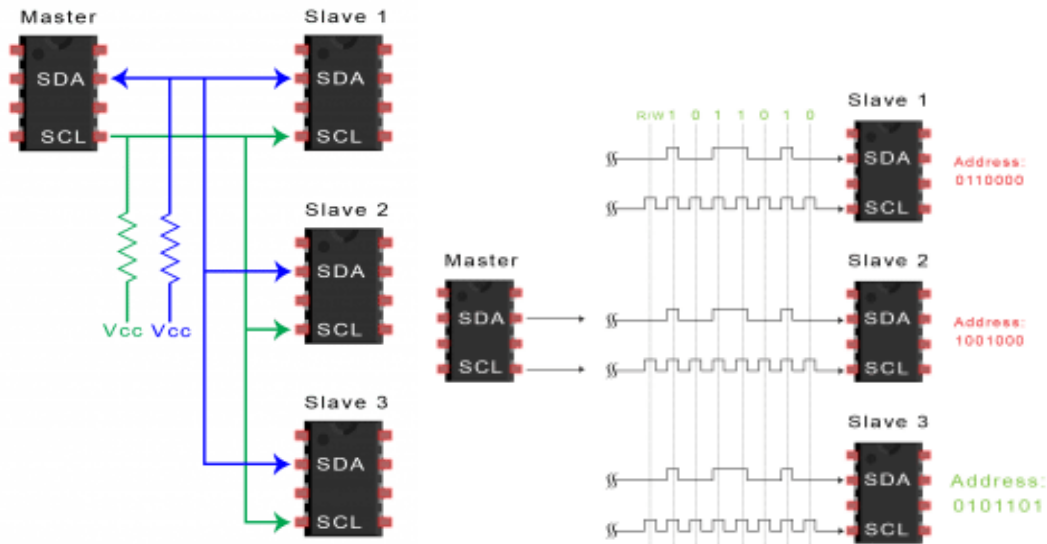 Master
SDA
SCL
Slave 1
SDA
SCL
Slave 2
SDA
SCL
Slave 3
SDA
SCL
Vcc Vcc
Master
SDA
SCL
R/W 1 0 1 1 0 1 0
Slave 1
SDA
SCL
Address:
0110000
Slave 2
SDA
SCL
Address:
1001000
Slave 3
SDA
SCL
Address:
0101101